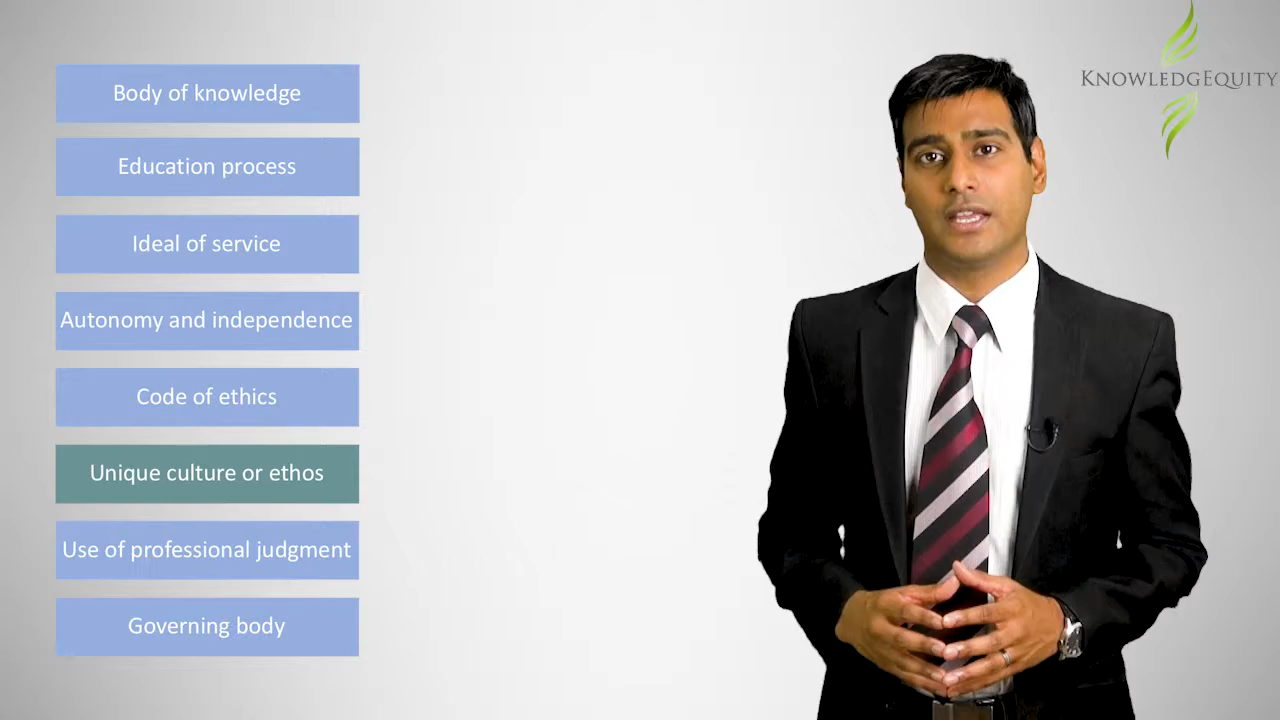 Body of knowledge
Education process
Ideal of service
Autonomy and independence
Code of ethics
Unique culture or ethos
Use of professional judgment
Governing body
KNOWLEDGEQUITY